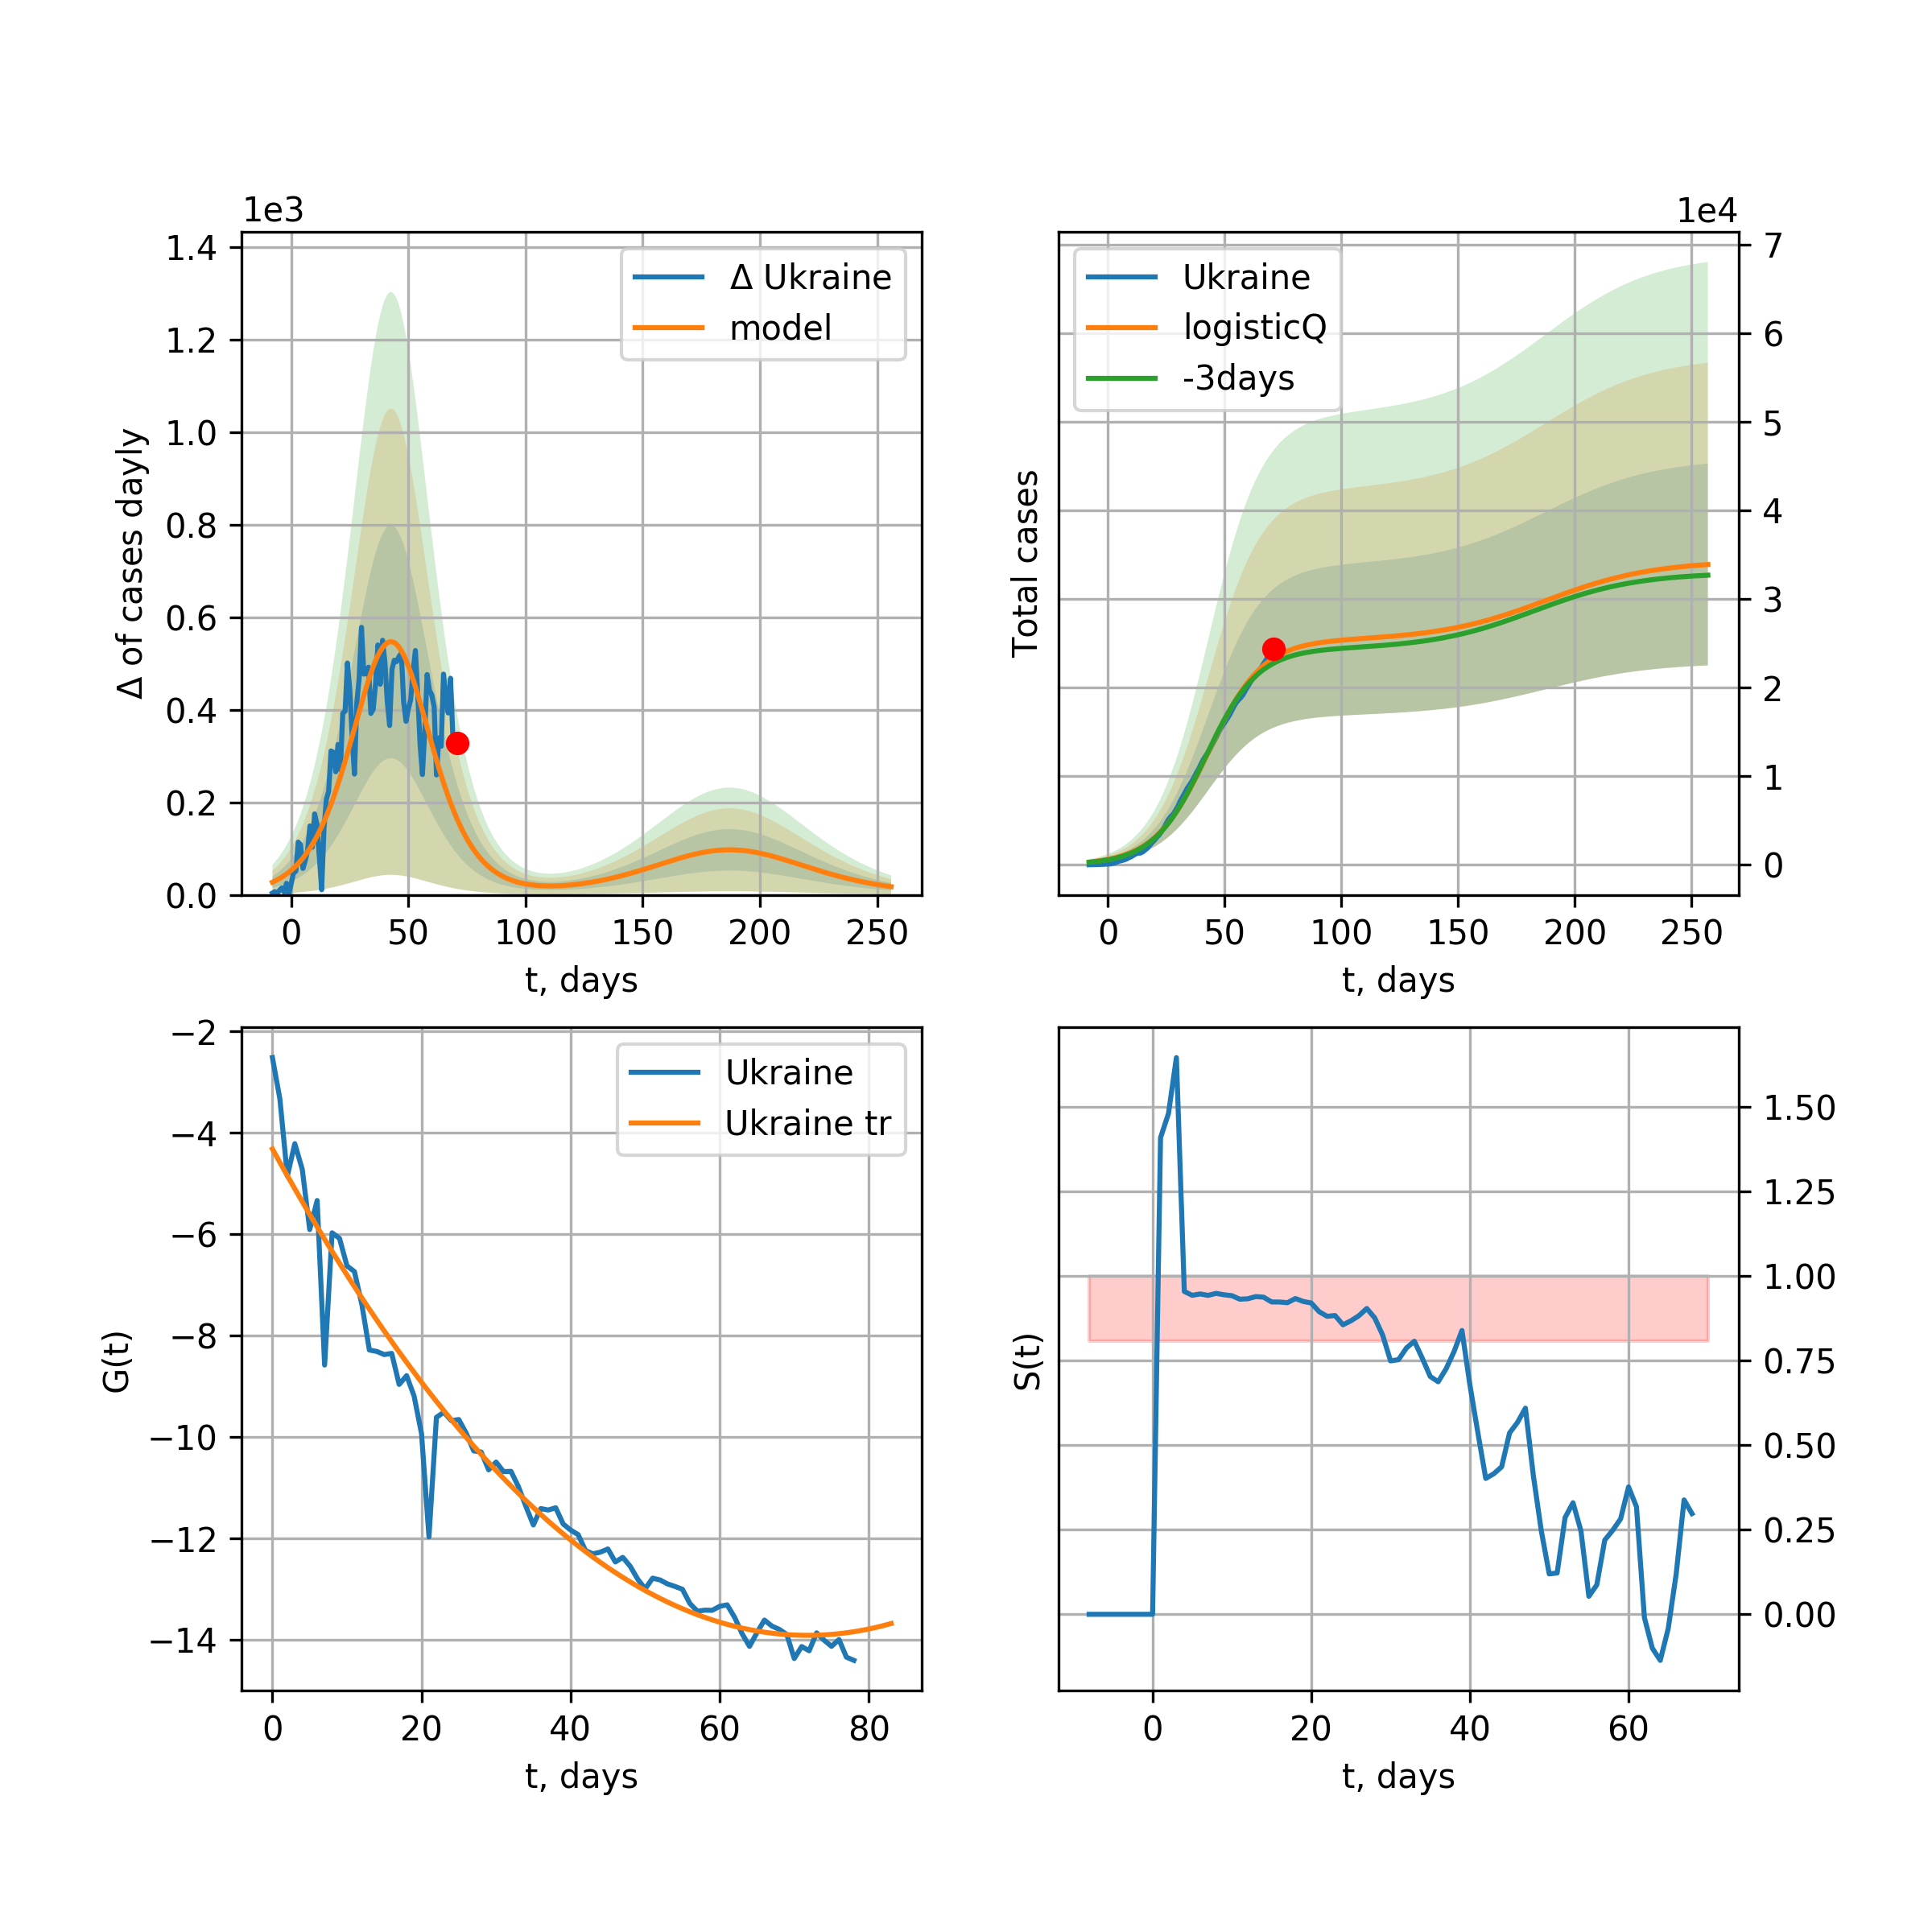 1e3
1.4
1.2
1.0
0.8
0.6
0.4
0.2
0.0
Δ of cases dayly
Δ Ukraine
model
0 50 100 150 200 250
t, days
1e4
7
6
5
4
3
2
1
0
Total cases
Ukraine
logisticQ
-3days
0 50 100 150 200 250
t, days
−2
−4
−6
−8
−10
−12
−14
G(t)
Ukraine
Ukraine tr
0 20 40 60 80
t, days
S(t)
1.50
1.25
1.00
0.75
0.50
0.25
0.00
0 20 40 60
t, days